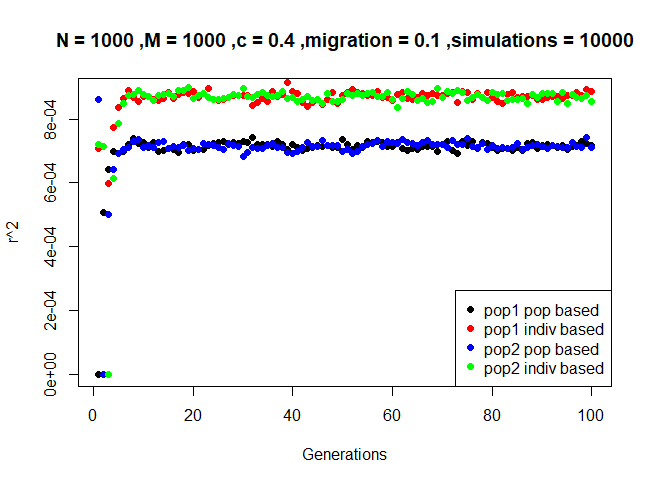 N = 1000 ,M = 1000 ,c = 0.4 ,migration = 0.1 ,simulations = 10000
r^2
8e-04
6e-04
4e-04
2e-04
0e+00
pop1 pop based
pop1 indiv based
pop2 pop based
pop2 indiv based
0 20 40 60 80 100
Generations